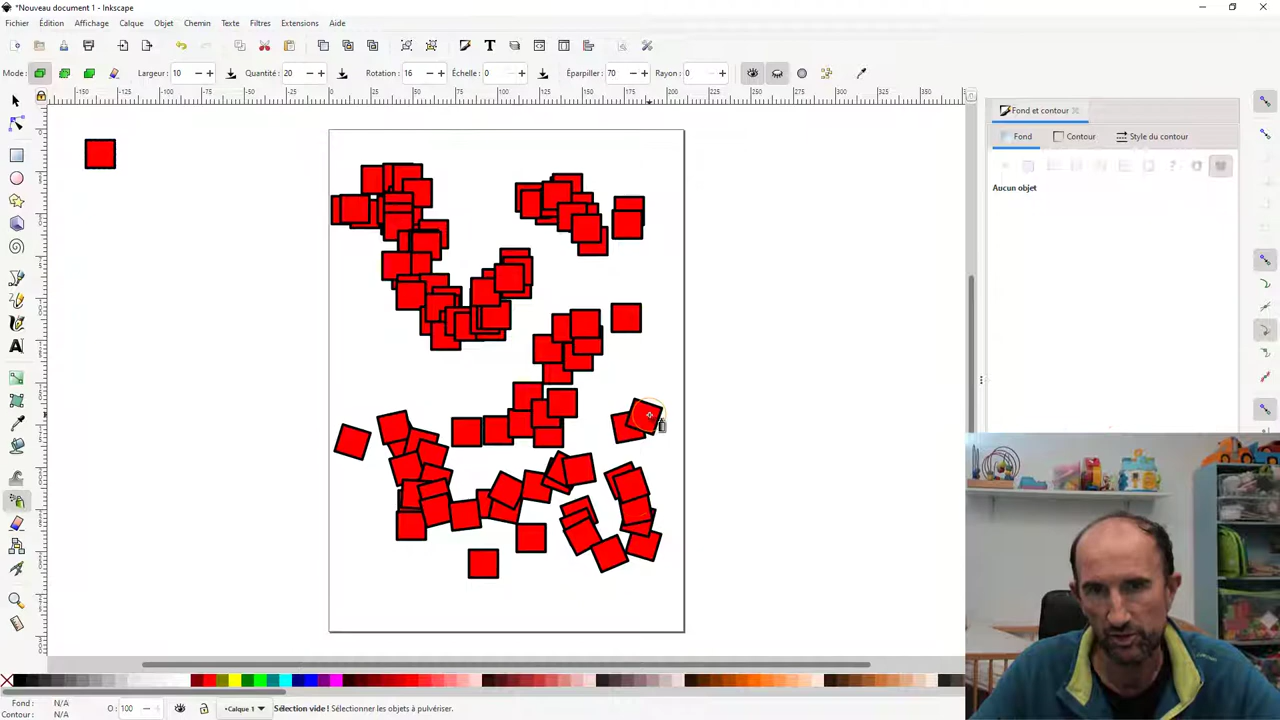 *Nouveau document 1 - Inkscape
Fichier Édition Affichage Calque Objet Chemin Texte Filtres Extensions Aide
Mode: Largeur: 10 - + Quantité: 20 - + Rotation: 16 - + Échelle: 0 - + Éparpiller: 70 - + Rayon: 0 - +
Fond et contour
Fond Contour Style du contour
Aucun objet
Fond : N/A
Contour : N/A
O: 100 - + Calque 1 Sélection vide ! Sélectionner les objets à pulvériser.